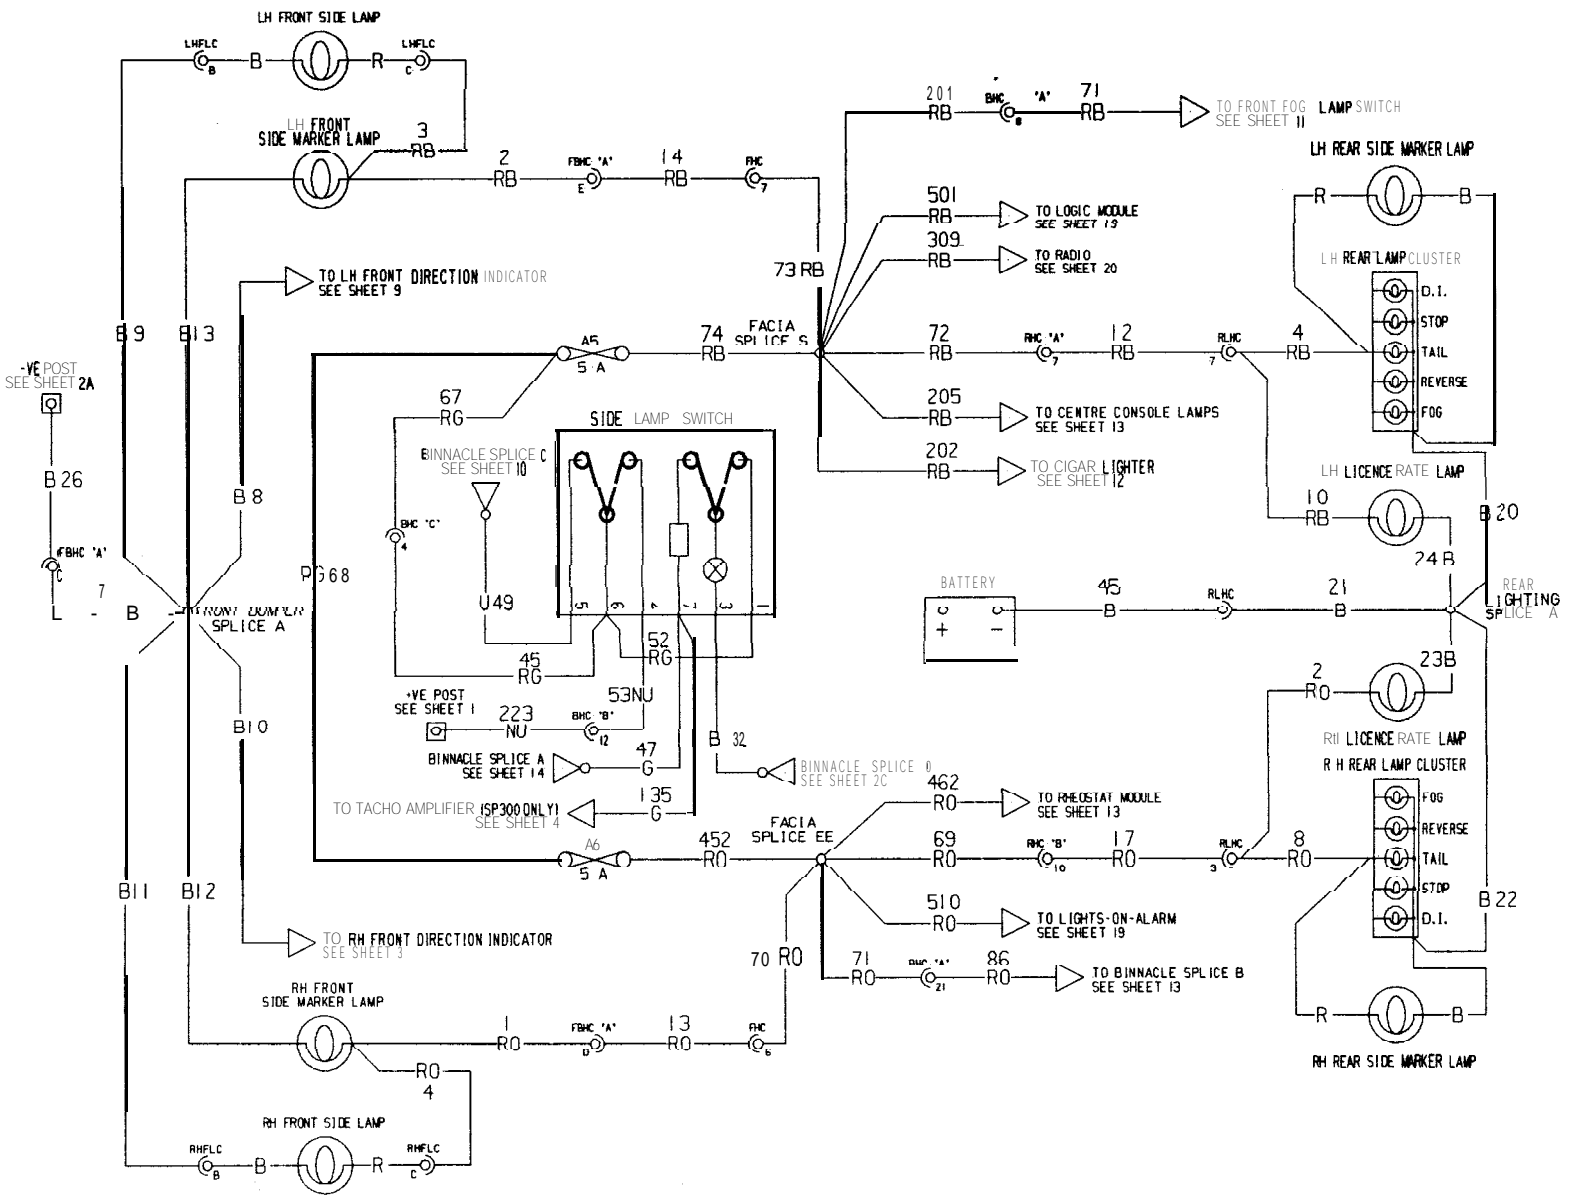 LH FRONT SIDE LAMP
LHFLC
B
B
R
LHFLC
C
LH FRONT
SIDE MARKER LAMP
3
RB
2
RB
FBHC 'A'
E
14
RB
FHC
7
73 RB
201
RB
BHC 'A'
8
71
RB
TO FRONT FOG LAMP SWITCH
SEE SHEET 11
501
RB
TO LOGIC MODULE
SEE SHEET 19
309
RB
TO RADIO
SEE SHEET 20
LH REAR SIDE MARKER LAMP
R
B
LH REAR LAMP CLUSTER
D.I.
STOP
TAIL
REVERSE
FOG
TO LH FRONT DIRECTION INDICATOR
SEE SHEET 9
B9
B13
B8
-VE POST
SEE SHEET 2A
B 26
FBHC 'A'
C
7
B
SPLICE A
A5
5 A
74
RB
FACIA
SPLICE S
72
RB
RHC 'A'
7
12
RB
RLHC
7
4
RB
205
RB
TO CENTRE CONSOLE LAMPS
SEE SHEET 13
202
RB
TO CIGAR LIGHTER
SEE SHEET 12
67
RG
BHC 'C'
4
BINNACLE SPLICE C
SEE SHEET 10
SIDE LAMP SWITCH
5
6
4
7
3
1
U49
RG68
52
RG
45
RG
53NU
+VE POST
SEE SHEET 1
223
NU
BHC 'B'
12
BINNACLE SPLICE A
SEE SHEET 14
47
G
TO TACHO AMPLIFIER (SP300 ONLY)
SEE SHEET 4
135
G
B 32
BINNACLE SPLICE D
SEE SHEET 2C
LH LICENCE RATE LAMP
10
RB
24 B
B20
BATTERY
+
-
45
B
RLHC
21
B
REAR
LIGHTING
SPLICE A
23B
2
RO
LICENCE RATE LAMP
RH REAR LAMP CLUSTER
FOG
REVERSE
TAIL
STOP
D.I.
B 22
B10
B11
B12
A6
5 A
452
RO
FACIA
SPLICE EE
462
RO
TO RHEOSTAT MODULE
SEE SHEET 13
69
RO
RHC 'B'
10
17
RO
RLHC
3
8
RO
510
RO
TO LIGHTS-ON-ALARM
SEE SHEET 19
70 RO
71
RO
21
86
RO
TO BINNACLE SPLICE B
SEE SHEET 13
TO RH FRONT DIRECTION INDICATOR
SEE SHEET 3
RH FRONT
SIDE MARKER LAMP
1
RO
FBHC 'A'
D
13
RO
FHC
6
RO
4
R
B
RH REAR SIDE MARKER LAMP
RH FRONT SIDE LAMP
RHFLC
B
B
R
RHFLC
C